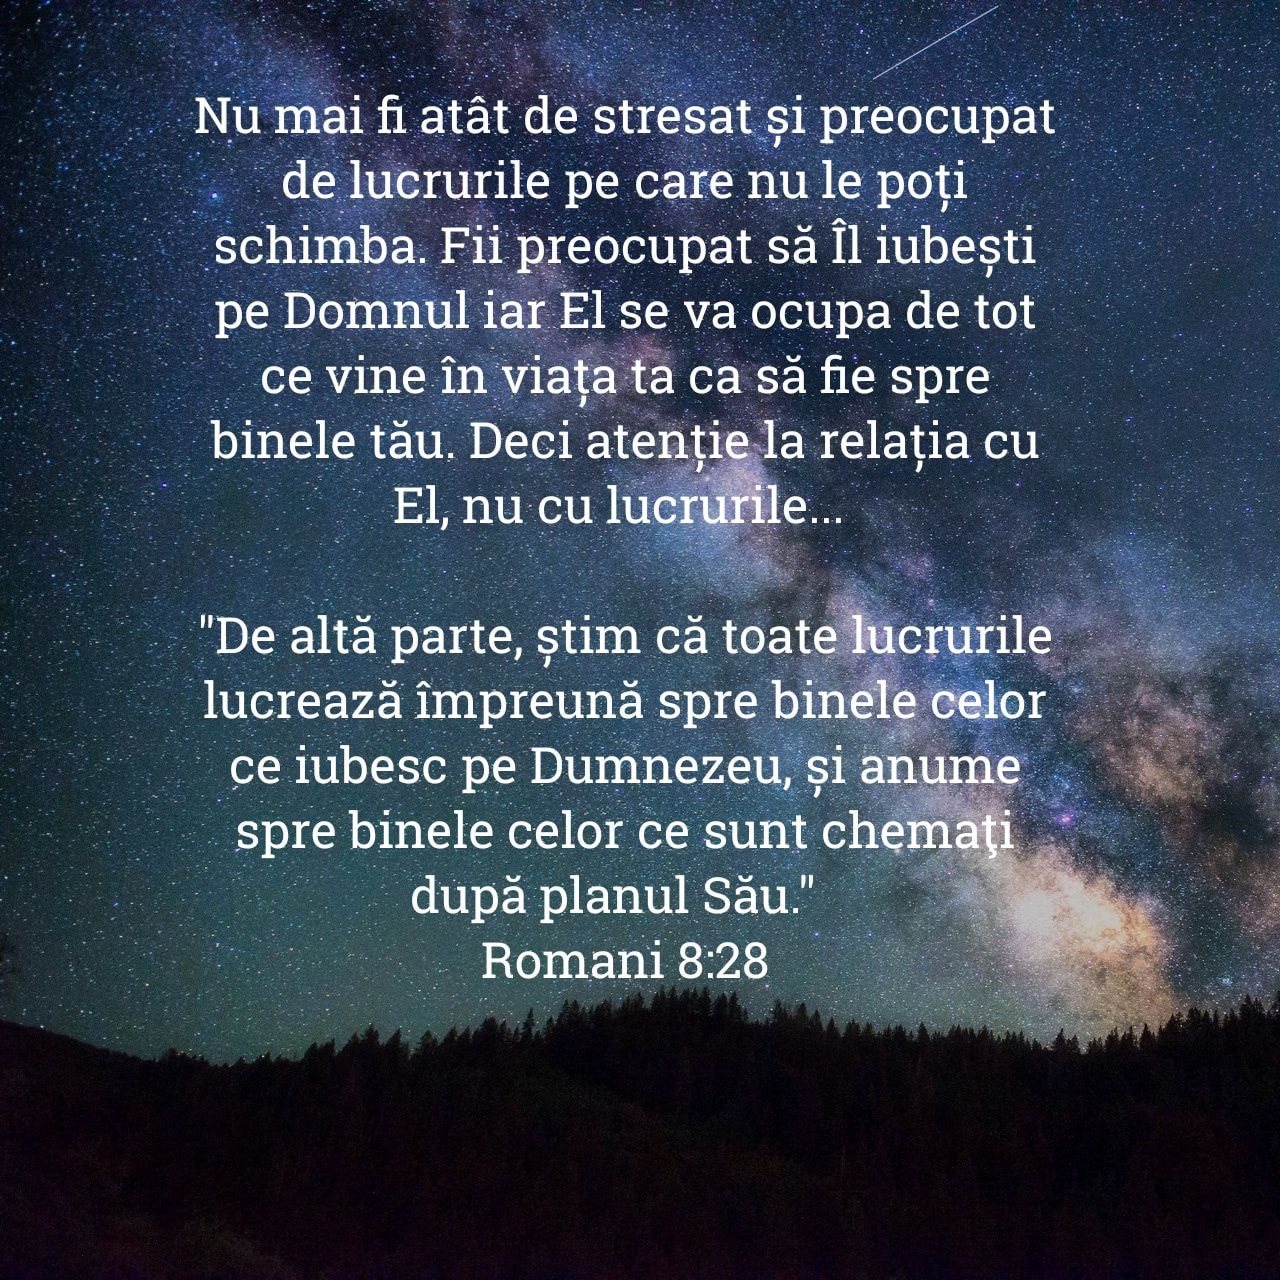 Nu mai fi atât de stresat și preocupat
de lucrurile pe care nu le poți
schimba. Fii preocupat să Îl iubești
pe Domnul iar El se va ocupa de tot
ce vine în viața ta ca să fie spre
binele tău. Deci atenție la relația cu
El, nu cu lucrurile...
"De altă parte, știm că toate lucrurile
lucrează împreună spre binele celor
ce iubesc pe Dumnezeu, și anume
spre binele celor ce sunt chemaţi
după planul Său."
Romani 8:28